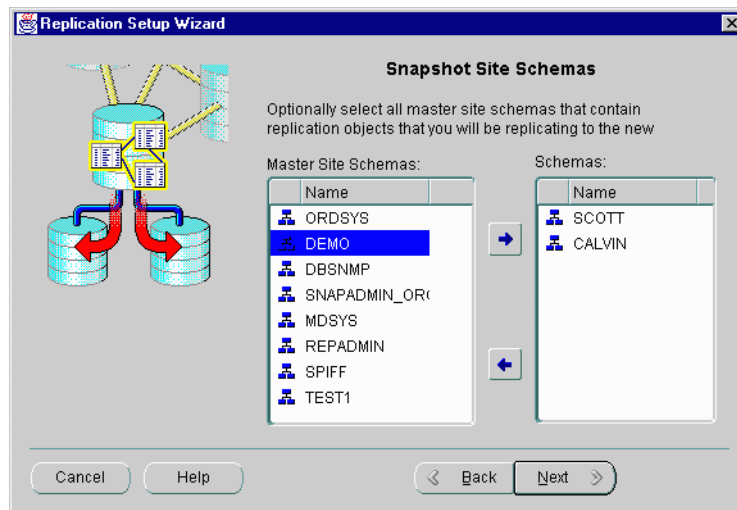 Replication Setup Wizard
Snapshot Site Schemas
Optionally select all master site schemas that contain
replication objects that you will be replicating to the new
Master Site Schemas:
Name
ORDSYS
DEMO
DBSNMP
SNAPADMIN_OR(
MDSYS
REPADMIN
SPIFF
TEST1
Schemas:
Name
SCOTT
CALVIN
Cancel
Help
Back
Next